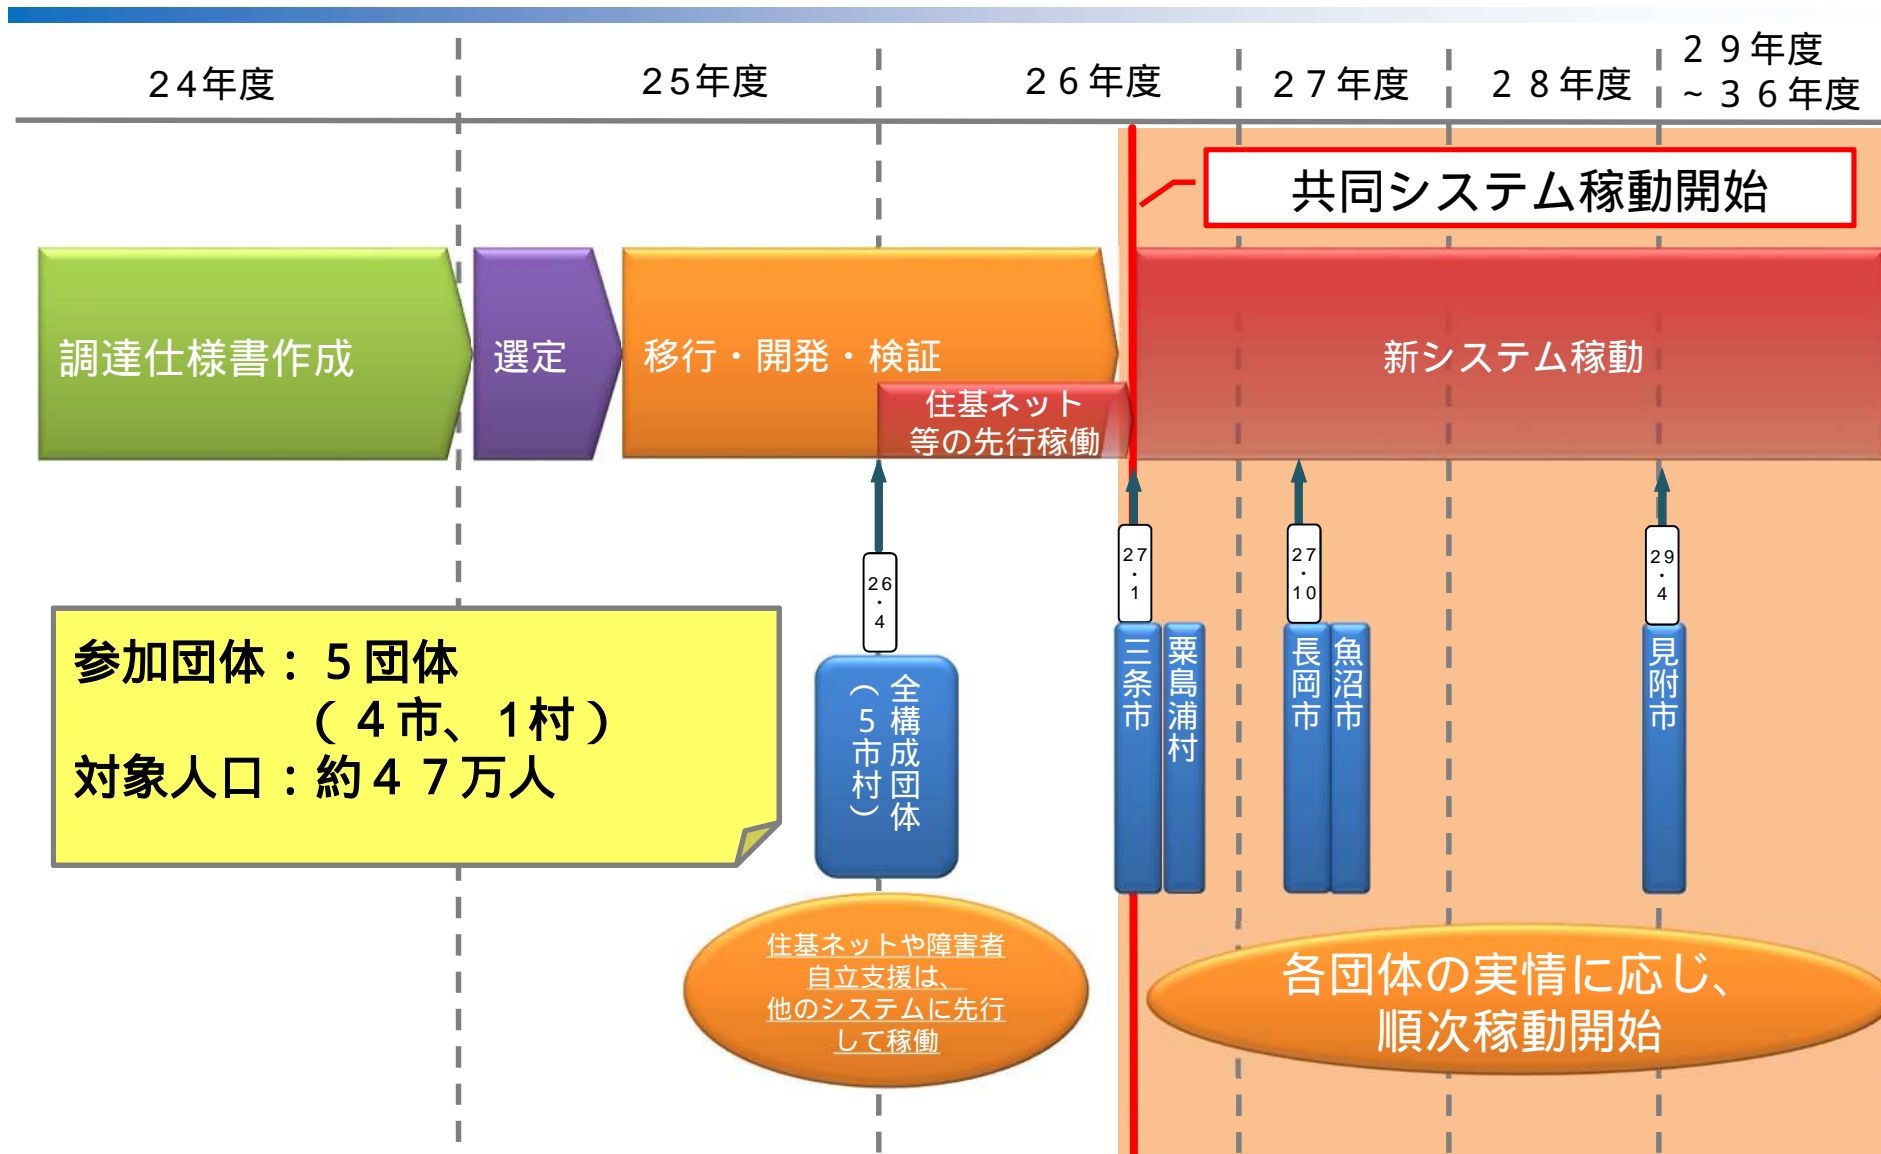 24年度
25年度
26年度
27年度
28年度
29年度
~36年度
共同システム稼動開始
調達仕様書作成
選定
移行・開発・検証
新システム稼動
住基ネット
等の先行稼働
26・4
27・1
27・10
29・4
参加団体：5団体
（4市、1村）
対象人口：約47万人
全構成団体
（5市村）
三条市
粟島浦村
長岡市
魚沼市
見附市
住基ネットや障害者
自立支援は、
他のシステムに先行
して稼働
各団体の実情に応じ、
順次稼動開始